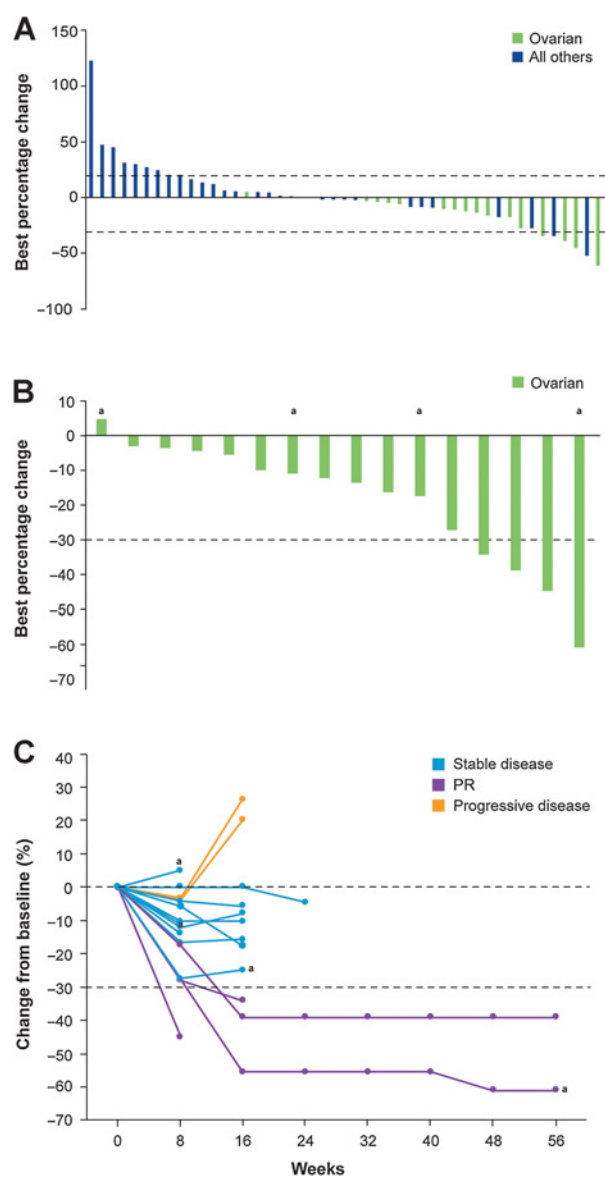 A
Ovarian
All others
Best percentage change
150
100
50
0
−50
−100
B
Ovarian
Best percentage change
10
0
−10
−20
−30
−40
−50
−60
−70
a a a a
C
Stable disease
PR
Progressive disease
Change from baseline (%)
40
30
20
10
0
−10
−20
−30
−40
−50
−60
−70
a
a
a
a
0 8 16 24 32 40 48 56
Weeks